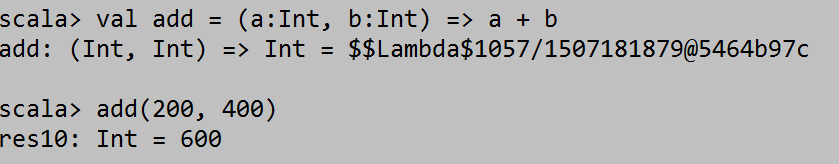 scala> val add = (a:Int, b:Int) => a + b
add: (Int, Int) => Int = $$Lambda$1057/1507181879@5464b97c
scala> add(200, 400)
res10: Int = 600